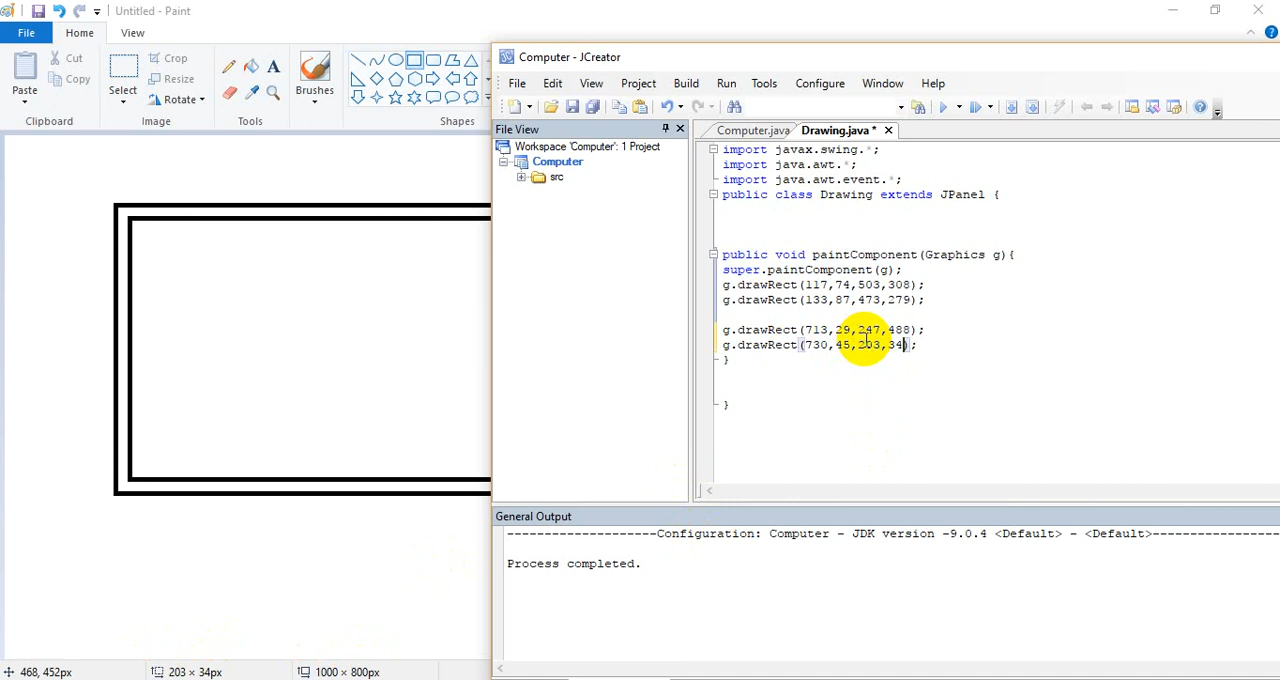 Untitled - Paint
File Home View
Cut
Copy
Paste
Clipboard
Crop
Resize
Rotate
Select
Image
A
Tools
Brushes
Shapes
Computer - JCreator
File Edit View Project Build Run Tools Configure Window Help
File View
Workspace 'Computer': 1 Project
Computer
src
Computer.java Drawing.java *
import javax.swing.*;
import java.awt.*;
import java.awt.event.*;
public class Drawing extends JPanel {
public void paintComponent(Graphics g){
super.paintComponent(g);
g.drawRect(117,74,503,308);
g.drawRect(133,87,473,279);
g.drawRect(713,29,247,488);
g.drawRect(730,45,203,34);
}
}
General Output
--------------------Configuration: Computer - JDK version -9.0.4 <Default> - <Default>-----------------
Process completed.
468, 452px 203 × 34px 1000 × 800px